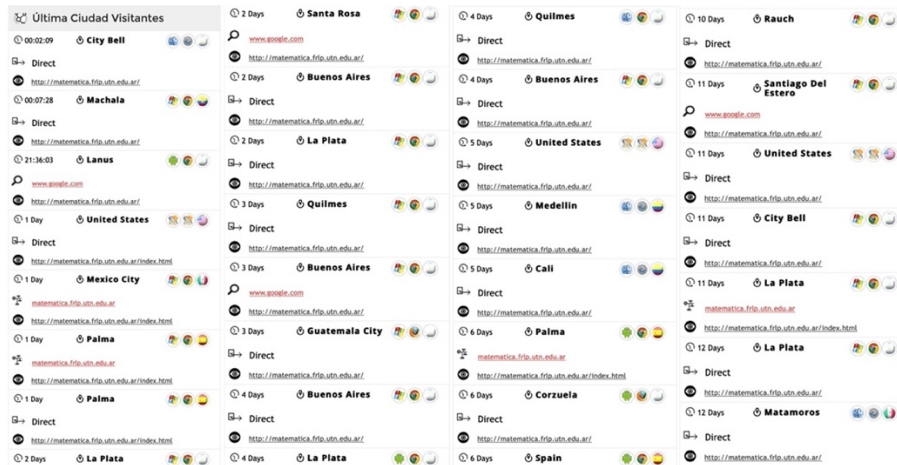 Última Ciudad Visitantes
00:02:09 City Bell
Direct
http://matematica.frlp.utn.edu.ar/
00:07:28 Machala
Direct
http://matematica.frlp.utn.edu.ar/
21:36:03 Lanus
www.google.com
http://matematica.frlp.utn.edu.ar/
1 Day United States
Direct
http://matematica.frlp.utn.edu.ar/index.html
1 Day Mexico City
matematica.frlp.utn.edu.ar
http://matematica.frlp.utn.edu.ar/index.html
1 Day Palma
matematica.frlp.utn.edu.ar
http://matematica.frlp.utn.edu.ar/index.html
1 Day Palma
Direct
http://matematica.frlp.utn.edu.ar/index.html
2 Days La Plata
2 Days Santa Rosa
www.google.com
http://matematica.frlp.utn.edu.ar/
2 Days Buenos Aires
Direct
http://matematica.frlp.utn.edu.ar/
2 Days La Plata
Direct
http://matematica.frlp.utn.edu.ar/
3 Days Quilmes
Direct
http://matematica.frlp.utn.edu.ar/
3 Days Buenos Aires
www.google.com
http://matematica.frlp.utn.edu.ar/
3 Days Guatemala City
Direct
http://matematica.frlp.utn.edu.ar/
4 Days Buenos Aires
Direct
http://matematica.frlp.utn.edu.ar/
4 Days La Plata
4 Days Quilmes
Direct
http://matematica.frlp.utn.edu.ar/
4 Days Buenos Aires
Direct
http://matematica.frlp.utn.edu.ar/
5 Days United States
Direct
http://matematica.frlp.utn.edu.ar/
5 Days Medellin
Direct
http://matematica.frlp.utn.edu.ar/
5 Days Cali
Direct
http://matematica.frlp.utn.edu.ar/
6 Days Palma
matematica.frlp.utn.edu.ar
http://matematica.frlp.utn.edu.ar/index.html
6 Days Corzuela
Direct
http://matematica.frlp.utn.edu.ar/
6 Days Spain
10 Days Rauch
Direct
http://matematica.frlp.utn.edu.ar/
11 Days Santiago Del
Estero
www.google.com
http://matematica.frlp.utn.edu.ar/
11 Days United States
Direct
http://matematica.frlp.utn.edu.ar/
11 Days City Bell
Direct
http://matematica.frlp.utn.edu.ar/
11 Days La Plata
matematica.frlp.utn.edu.ar
http://matematica.frlp.utn.edu.ar/index.html
12 Days La Plata
Direct
http://matematica.frlp.utn.edu.ar/
12 Days Matamoros
Direct
http://matematica.frlp.utn.edu.ar/